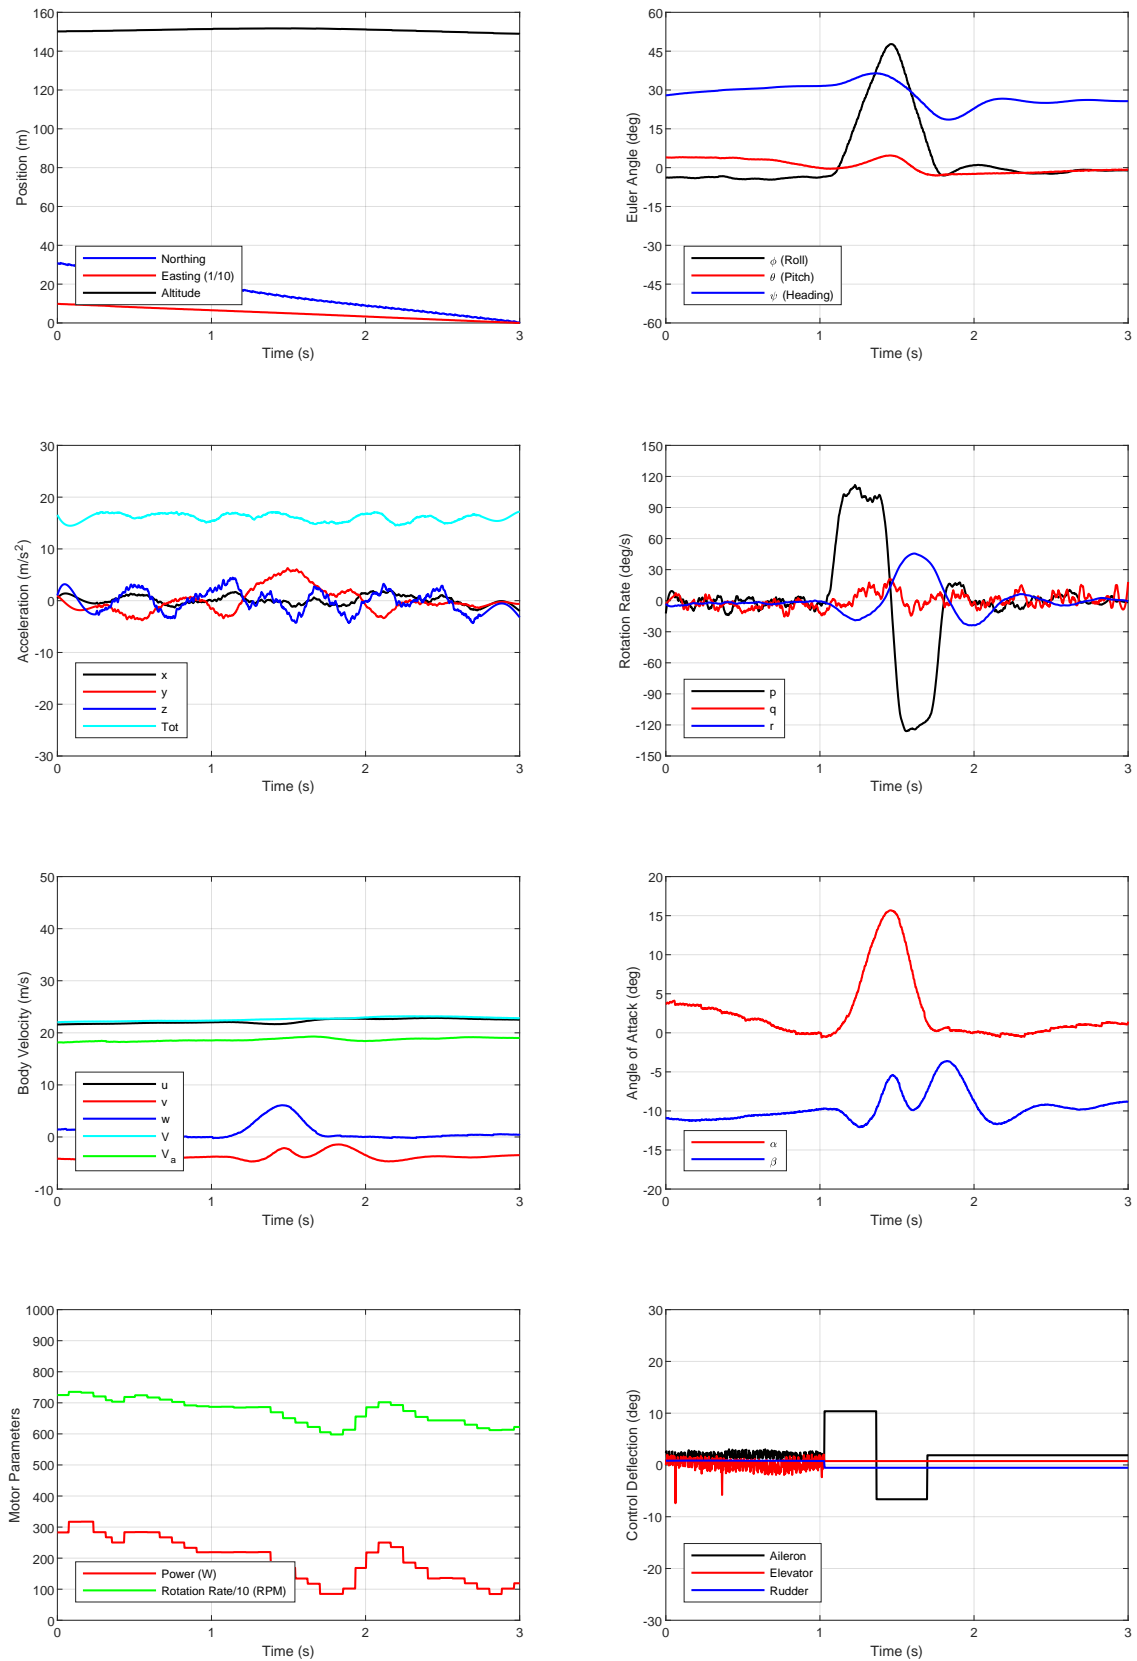 160
140
120
100
80
60
40
20
0
0 1 2 3
Position (m)
Time (s)
Northing
Easting (1/10)
Altitude
60
45
30
15
0
-15
-30
-45
-60
0 1 2 3
Euler Angle (deg)
Time (s)
ϕ (Roll)
θ (Pitch)
ψ (Heading)
30
20
10
0
-10
-20
-30
0 1 2 3
Acceleration (m/s²)
Time (s)
x
y
z
Tot
150
120
90
60
30
0
-30
-60
-90
-120
-150
0 1 2 3
Rotation Rate (deg/s)
Time (s)
p
q
r
50
40
30
20
10
0
-10
0 1 2 3
Body Velocity (m/s)
Time (s)
u
v
w
V
Vₐ
20
15
10
5
0
-5
-10
-15
-20
0 1 2 3
Angle of Attack (deg)
Time (s)
α
β
1000
900
800
700
600
500
400
300
200
100
0
0 1 2 3
Motor Parameters
Time (s)
Power (W)
Rotation Rate/10 (RPM)
30
20
10
0
-10
-20
-30
0 1 2 3
Control Deflection (deg)
Time (s)
Aileron
Elevator
Rudder